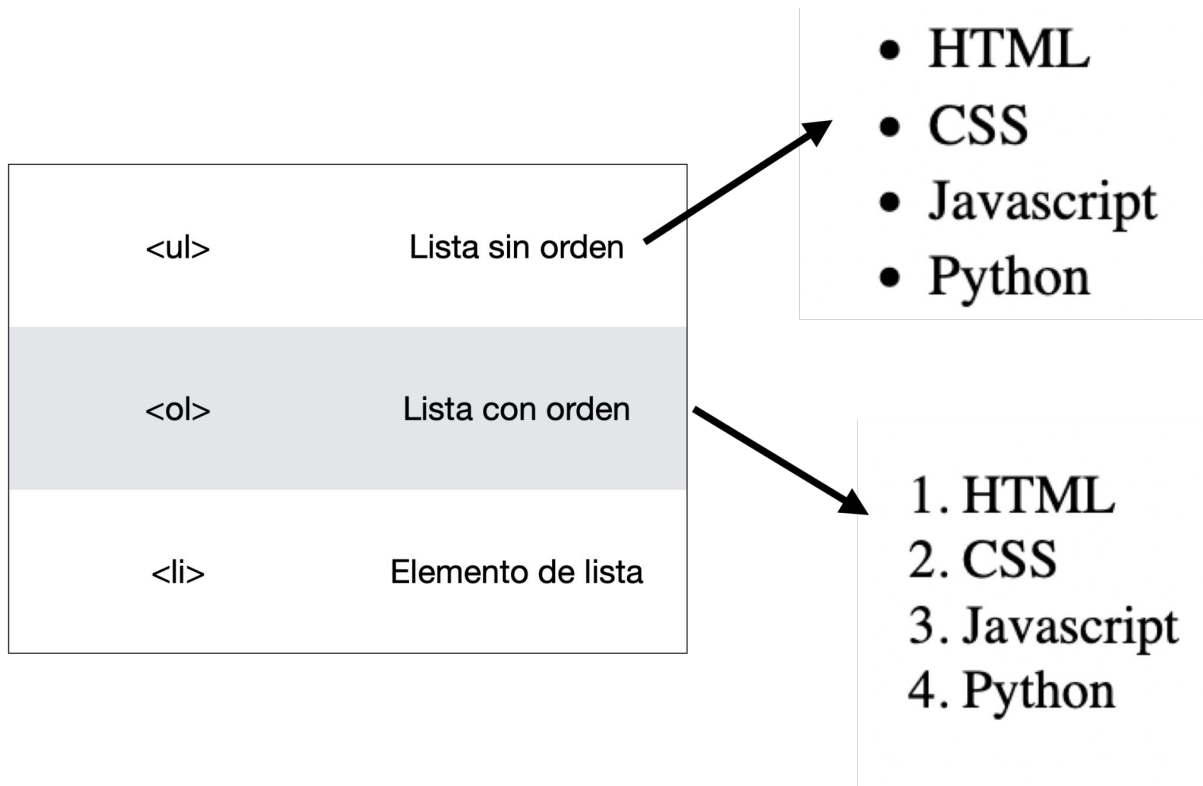 <ul> Lista sin orden
<ol> Lista con orden
<li> Elemento de lista
• HTML
• CSS
• Javascript
• Python
1. HTML
2. CSS
3. Javascript
4. Python